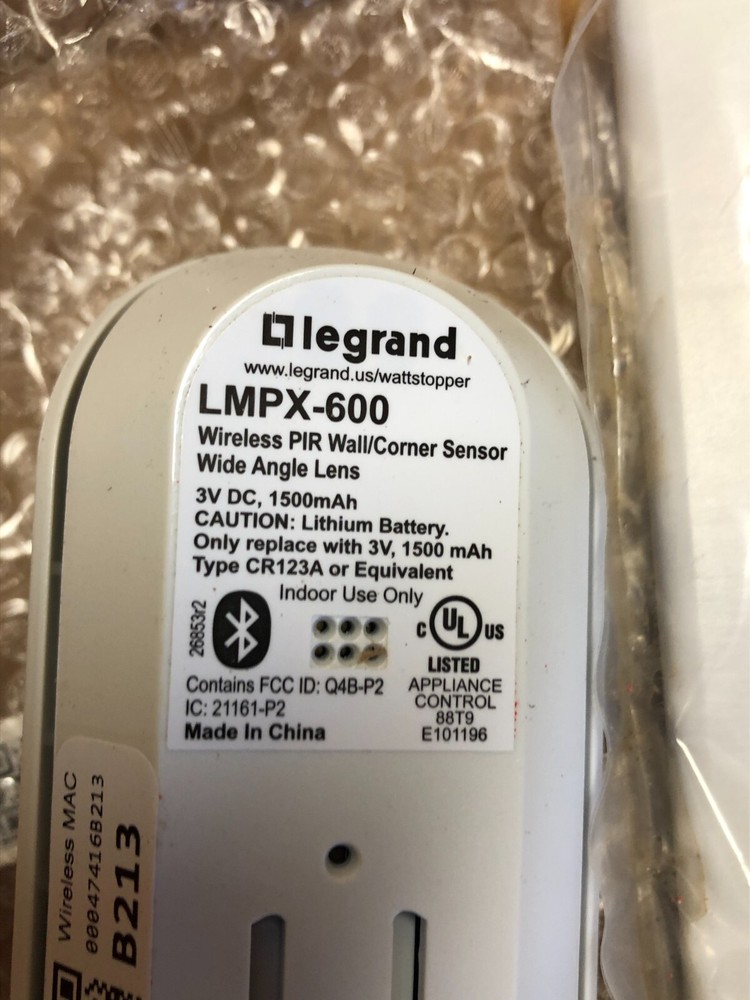 legrand
www.legrand.us/wattstopper
LMPX-600
Wireless PIR Wall/Corner Sensor
Wide Angle Lens
3V DC, 1500mAh
CAUTION: Lithium Battery.
Only replace with 3V, 1500 mAh
Type CR123A or Equivalent
Indoor Use Only
26853r2
C UL US
LISTED
APPLIANCE
CONTROL
88T9
E101196
Contains FCC ID: Q4B-P2
IC: 21161-P2
Made In China
Wireless MAC
00047416B213
B213